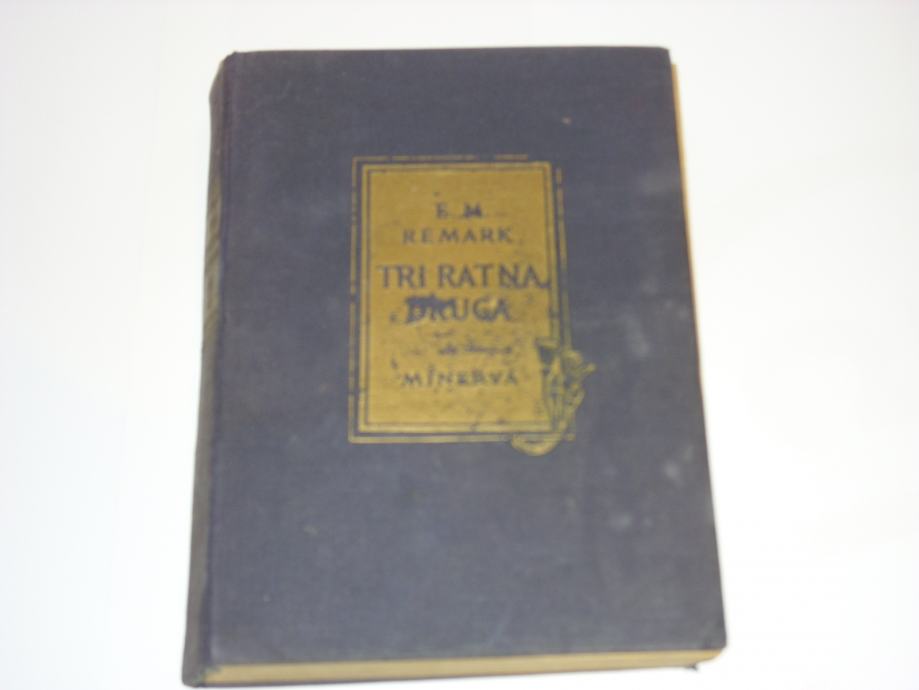 E. M.
REMARK
TRI RATNA
DRUGA
MINERVA